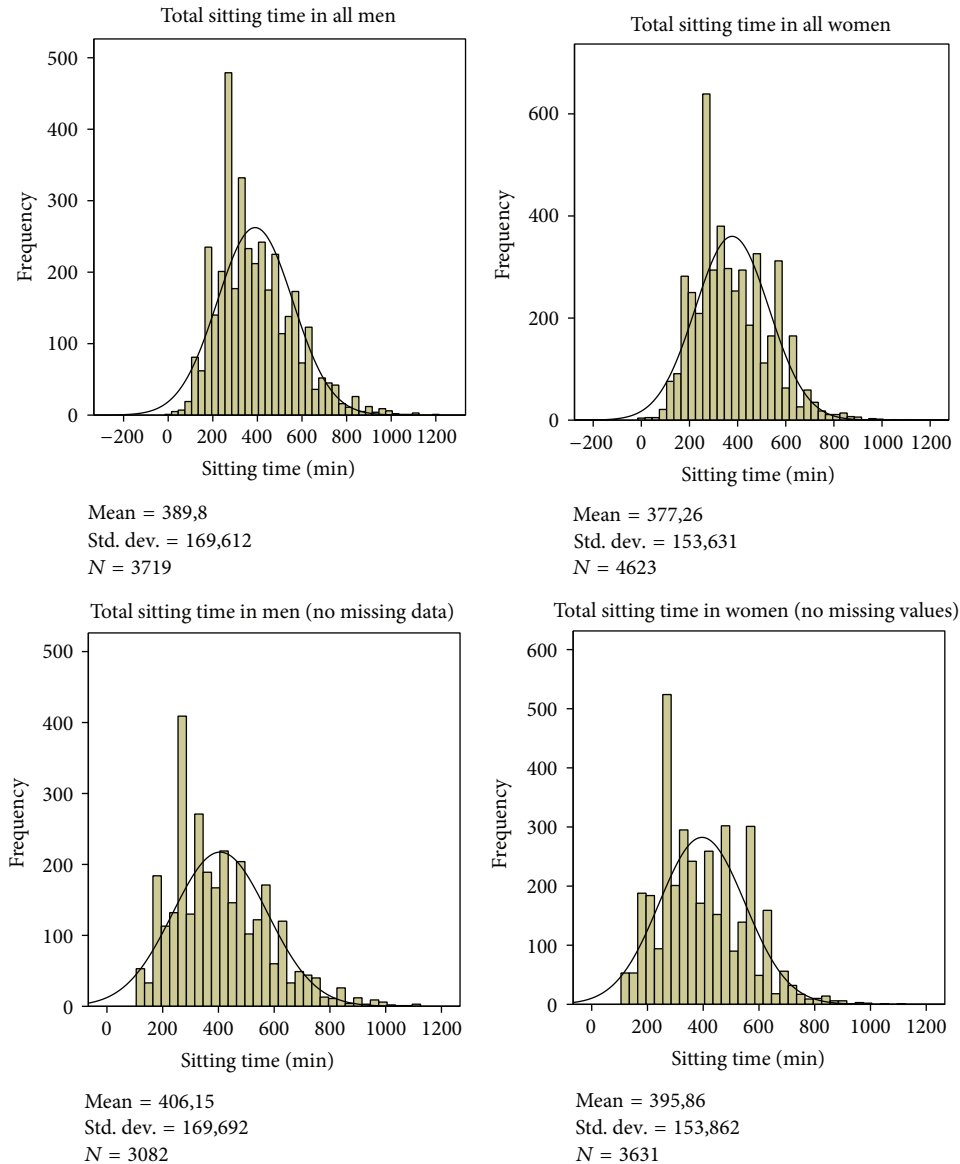 Total sitting time in all men
500
400
300
200
100
0
Frequency
−200 0 200 400 600 800 1000 1200
Sitting time (min)
Mean = 389,8
Std. dev. = 169,612
N = 3719
Total sitting time in all women
600
400
200
0
Frequency
−200 0 200 400 600 800 1000 1200
Sitting time (min)
Mean = 377,26
Std. dev. = 153,631
N = 4623
Total sitting time in men (no missing data)
500
400
300
200
100
0
Frequency
0 200 400 600 800 1000 1200
Sitting time (min)
Mean = 406,15
Std. dev. = 169,692
N = 3082
Total sitting time in women (no missing values)
600
500
400
300
200
100
0
Frequency
0 200 400 600 800 1000 1200
Sitting time (min)
Mean = 395,86
Std. dev. = 153,862
N = 3631